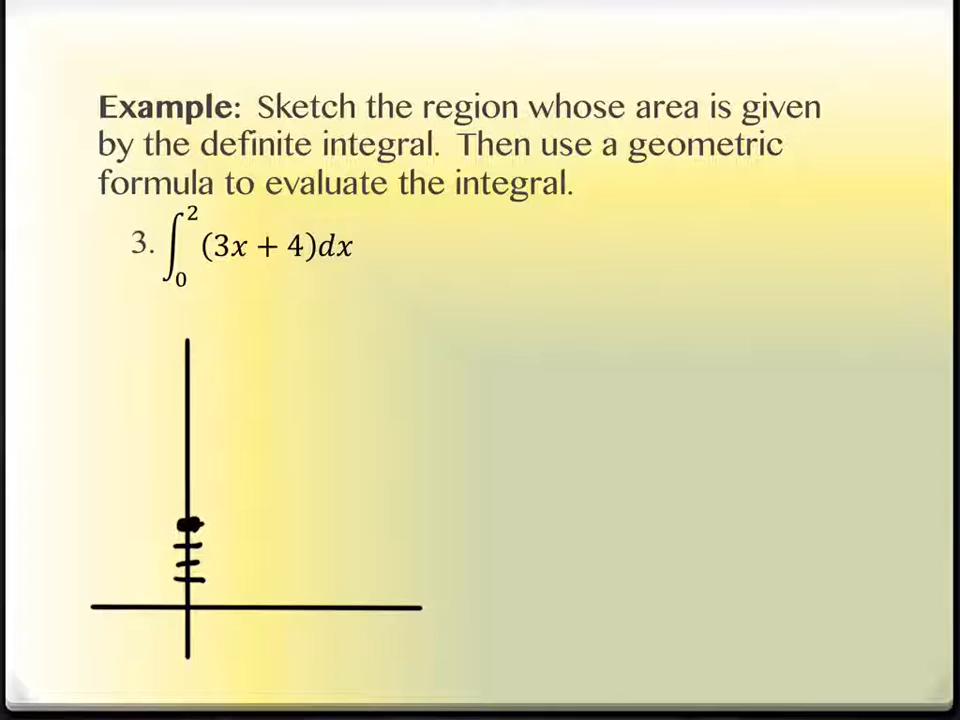 Example: Sketch the region whose area is given
by the definite integral. Then use a geometric
formula to evaluate the integral.
3. ∫₀² (3x + 4)dx